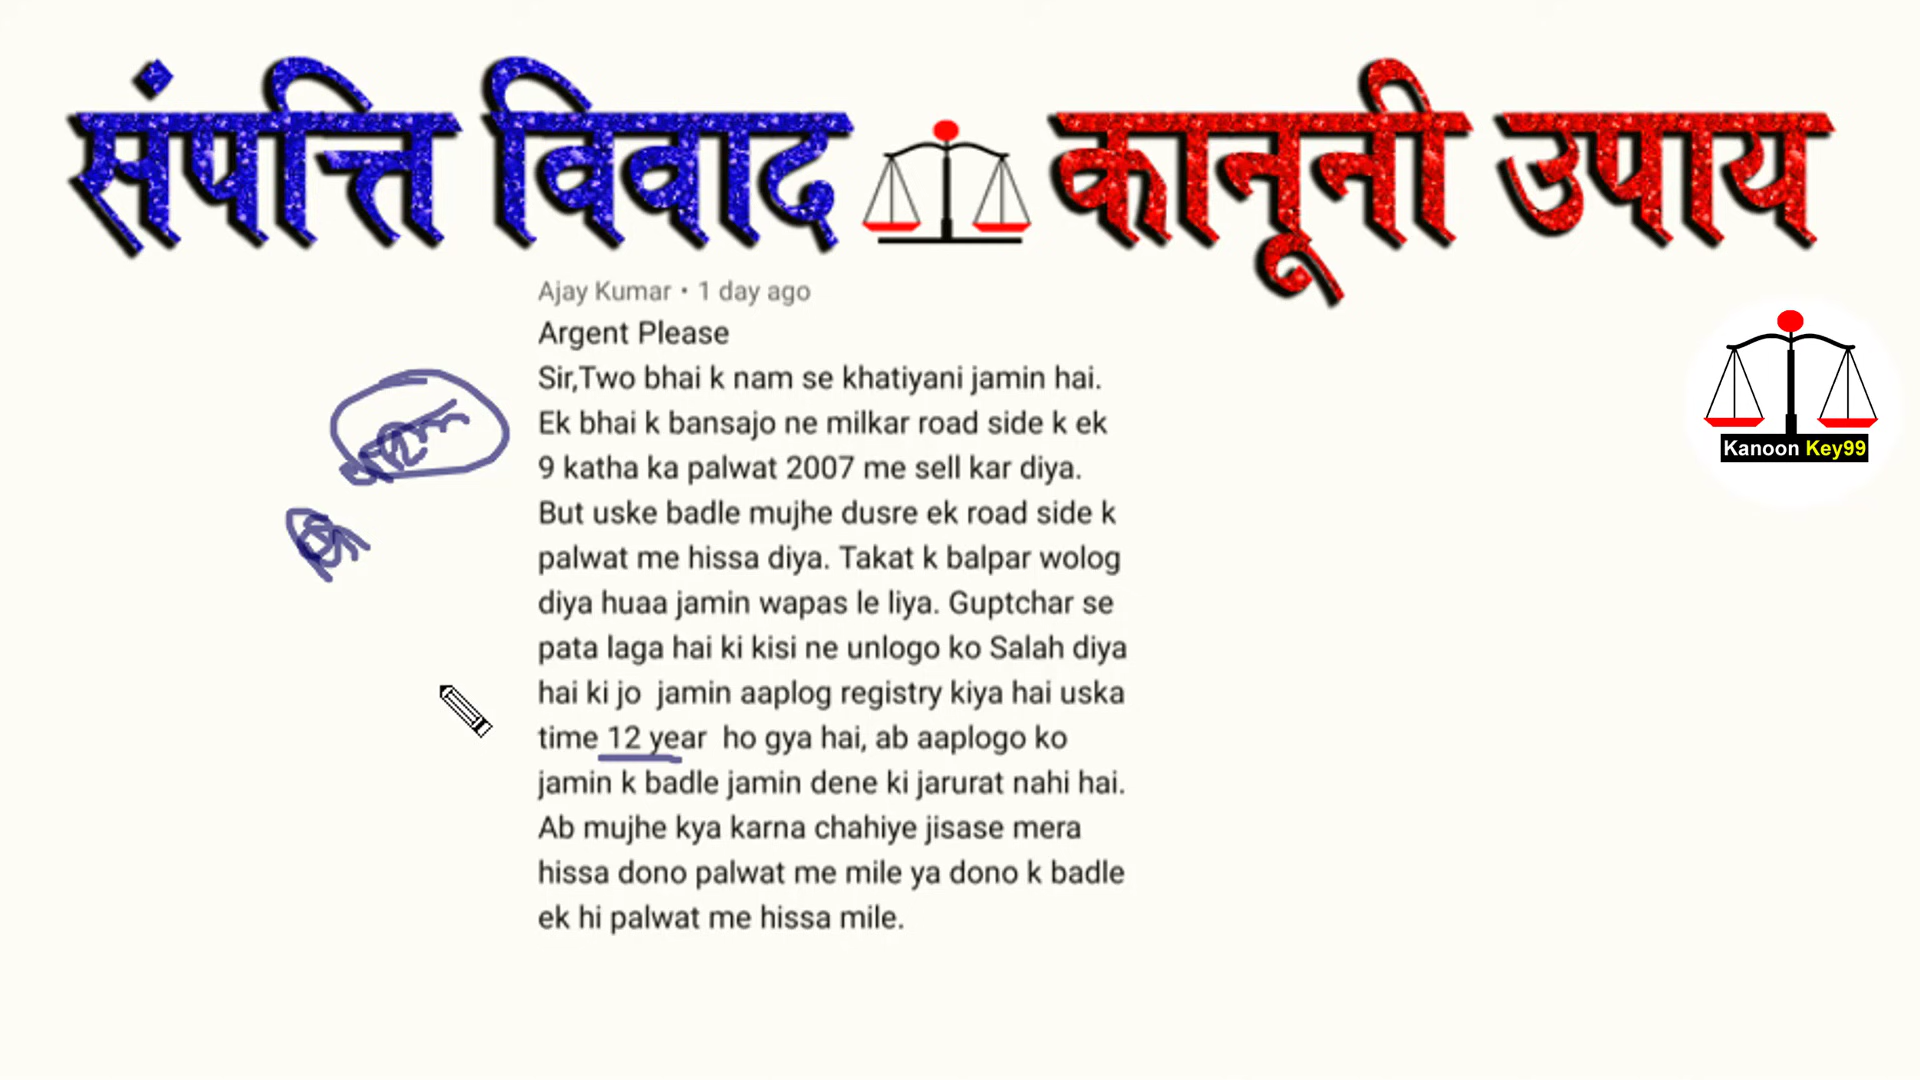 संपत्ति विवाद कानूनी उपाय
Ajay Kumar • 1 day ago
Argent Please
Sir,Two bhai k nam se khatiyani jamin hai.
Ek bhai k bansajo ne milkar road side k ek
9 katha ka palwat 2007 me sell kar diya.
But uske badle mujhe dusre ek road side k
palwat me hissa diya. Takat k balpar wolog
diya huaa jamin wapas le liya. Guptchar se
pata laga hai ki kisi ne unlogo ko Salah diya
hai ki jo jamin aaplog registry kiya hai uska
time 12 year ho gya hai, ab aaplogo ko
jamin k badle jamin dene ki jarurat nahi hai.
Ab mujhe kya karna chahiye jisase mera
hissa dono palwat me mile ya dono k badle
ek hi palwat me hissa mile.
Kanoon Key99